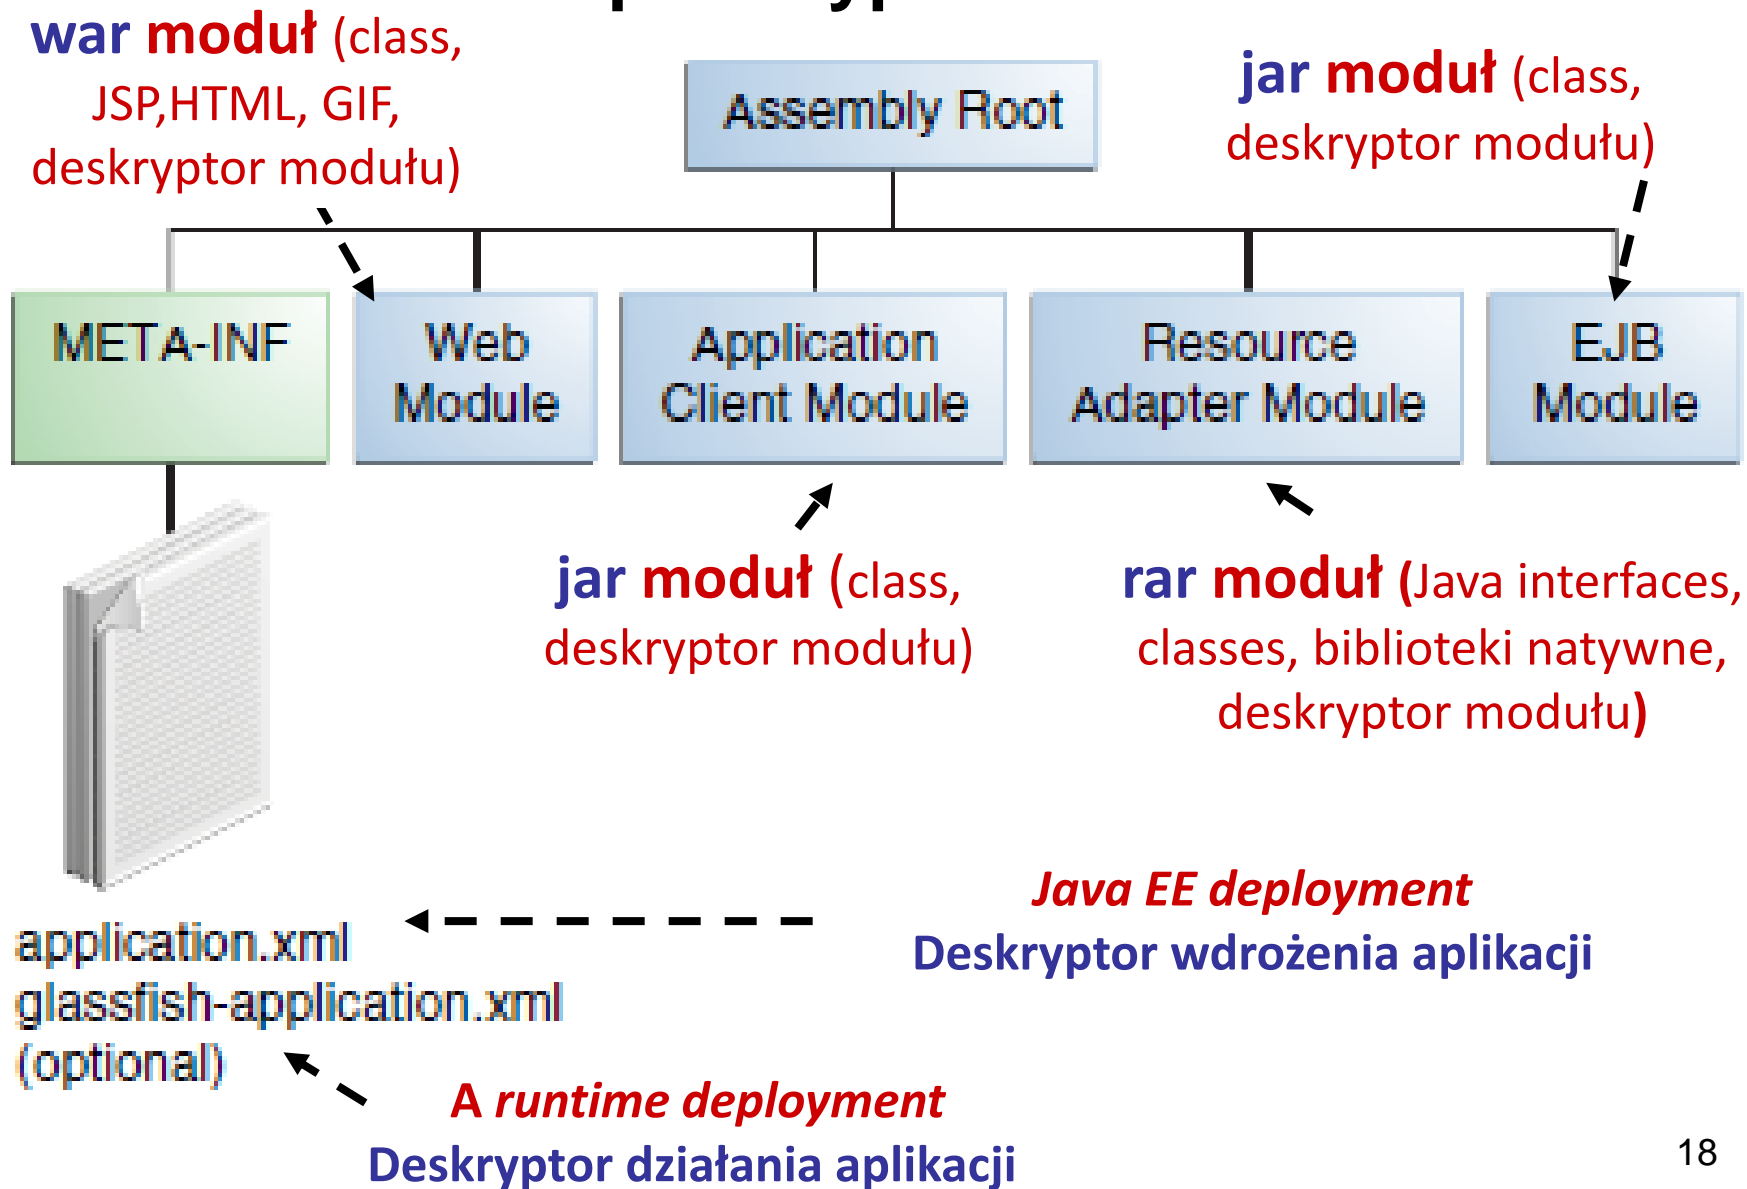 war moduł (class,
JSP,HTML, GIF,
deskryptor modułu)
jar moduł (class,
deskryptor modułu)
Assembly Root
META-INF
Web
Module
Application
Client Module
Resource
Adapter Module
EJB
Module
jar moduł (class,
deskryptor modułu)
rar moduł (Java interfaces,
classes, biblioteki natywne,
deskryptor modułu)
Java EE deployment
Deskryptor wdrożenia aplikacji
application.xml
glassfish-application.xml
(optional)
A runtime deployment
Deskryptor działania aplikacji
18